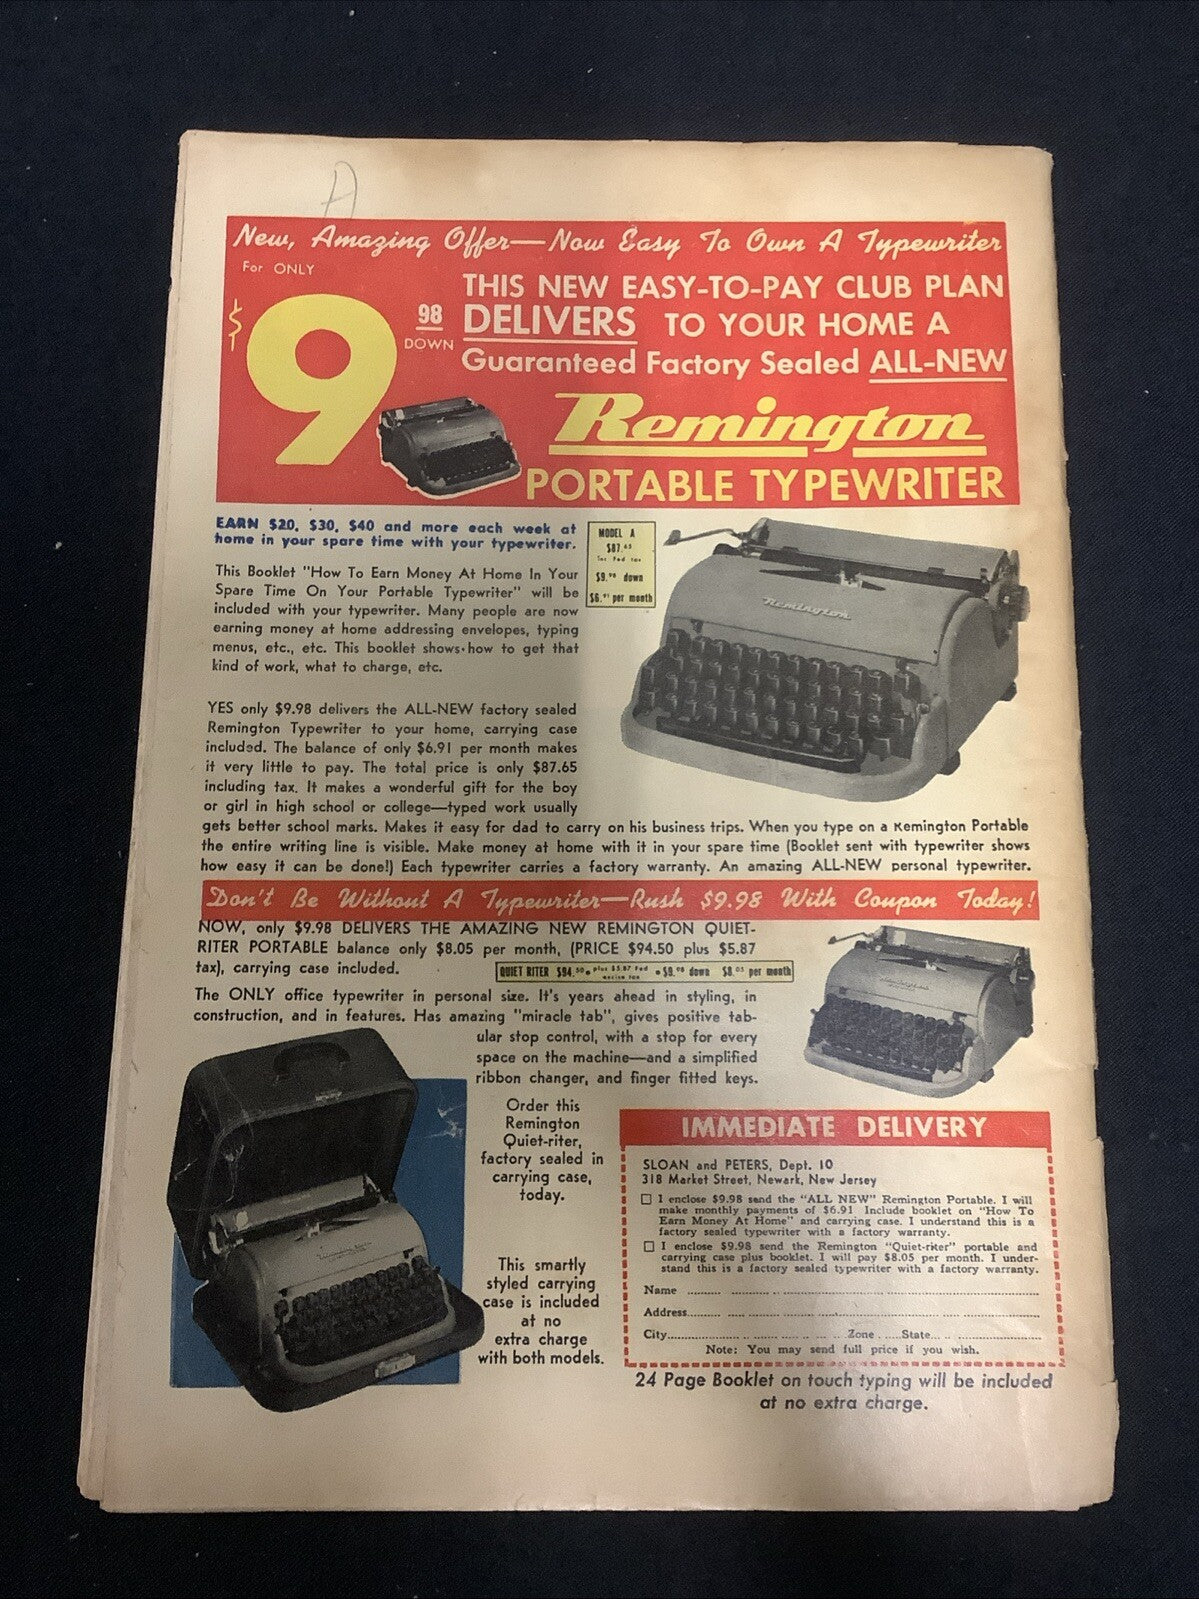 A
New, Amazing Offer—Now Easy To Own A Typewriter
For ONLY
$9 98 DOWN
THIS NEW EASY-TO-PAY CLUB PLAN
DELIVERS TO YOUR HOME A
Guaranteed Factory Sealed ALL-NEW
Remington
PORTABLE TYPEWRITER
EARN $20, $30, $40 and more each week at
home in your spare time with your typewriter.
MODEL A
$87.65
Inc Fed tax
$9.98 down
$6.91 per month
Remington
This Booklet "How To Earn Money At Home In Your
Spare Time On Your Portable Typewriter" will be
included with your typewriter. Many people are now
earning money at home addressing envelopes, typing
menus, etc., etc. This booklet shows how to get that
kind of work, what to charge, etc.
YES only $9.98 delivers the ALL-NEW factory sealed
Remington Typewriter to your home, carrying case
included. The balance of only $6.91 per month makes
it very little to pay. The total price is only $87.65
including tax. It makes a wonderful gift for the boy
or girl in high school or college—typed work usually
gets better school marks. Makes it easy for dad to carry on his business trips. When you type on a Remington Portable
the entire writing line is visible. Make money at home with it in your spare time (Booklet sent with typewriter shows
how easy it can be done!) Each typewriter carries a factory warranty. An amazing ALL-NEW personal typewriter.
Don't Be Without A Typewriter—Rush $9.98 With Coupon Today!
NOW, only $9.98 DELIVERS THE AMAZING NEW REMINGTON QUIET-
RITER PORTABLE balance only $8.05 per month, (PRICE $94.50 plus $5.87
tax), carrying case included.
QUIET RITER $94.50 • plus $5.87 Fed excise tax • $9.98 down $8.05 per month
The ONLY office typewriter in personal size. It's years ahead in styling, in
construction, and in features. Has amazing "miracle tab", gives positive tab-
ular stop control, with a stop for every
space on the machine—and a simplified
ribbon changer, and finger fitted keys.
Order this
Remington
Quiet-riter,
factory sealed in
carrying case,
today.
This smartly
styled carrying
case is included
at no
extra charge
with both models.
IMMEDIATE DELIVERY
SLOAN and PETERS, Dept. 10
318 Market Street, Newark, New Jersey
I enclose $9.98 send the "ALL NEW" Remington Portable. I will
make monthly payments of $6.91 Include booklet on "How To
Earn Money At Home" and carrying case. I understand this is a
factory sealed typewriter with a factory warranty.
I enclose $9.98 send the Remington "Quiet-riter" portable and
carrying case plus booklet. I will pay $8.05 per month. I under-
stand this is a factory sealed typewriter with a factory warranty.
Name
Address
City Zone State
Note: You may send full price if you wish.
24 Page Booklet on touch typing will be included
at no extra charge.